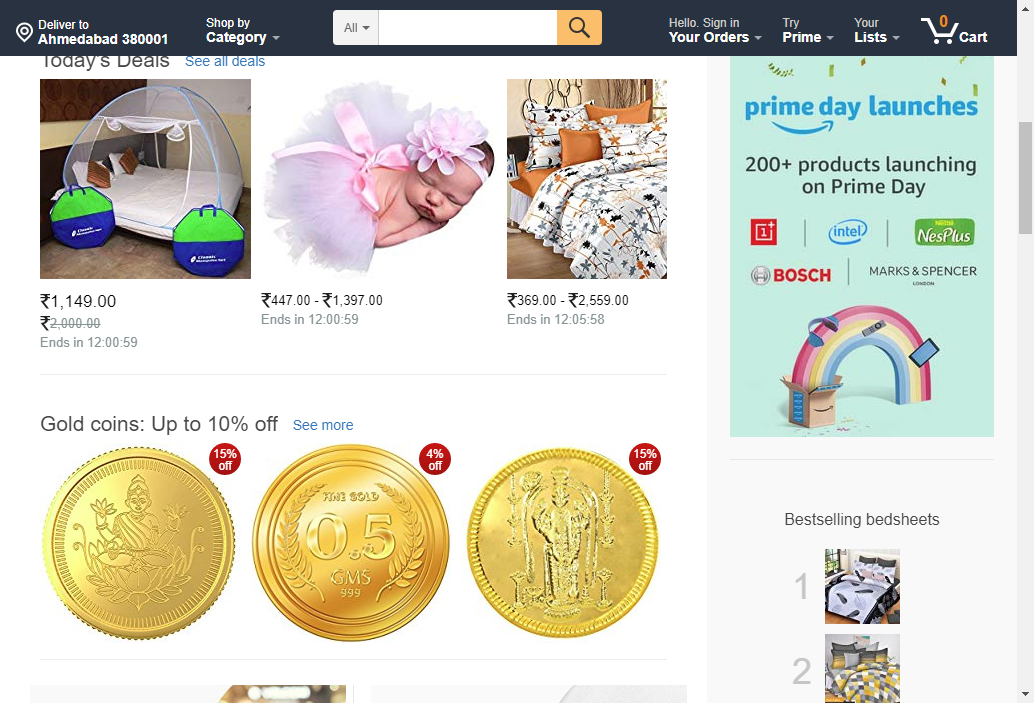 Deliver to
Ahmedabad 380001
Shop by
Category
All
Hello. Sign in
Your Orders
Try
Prime
Your
Lists
0
Cart
Today's Deals See all deals
₹1,149.00
₹2,000.00
Ends in 12:00:59
₹447.00 - ₹1,397.00
Ends in 12:00:59
₹369.00 - ₹2,559.00
Ends in 12:05:58
Gold coins: Up to 10% off See more
15%
off
4%
off
FINE GOLD
0.5
GMS
999
15%
off
prime day launches
200+ products launching
on Prime Day
intel
Nestle
NesPlus
BOSCH
MARKS & SPENCER
LONDON
Bestselling bedsheets
1
2